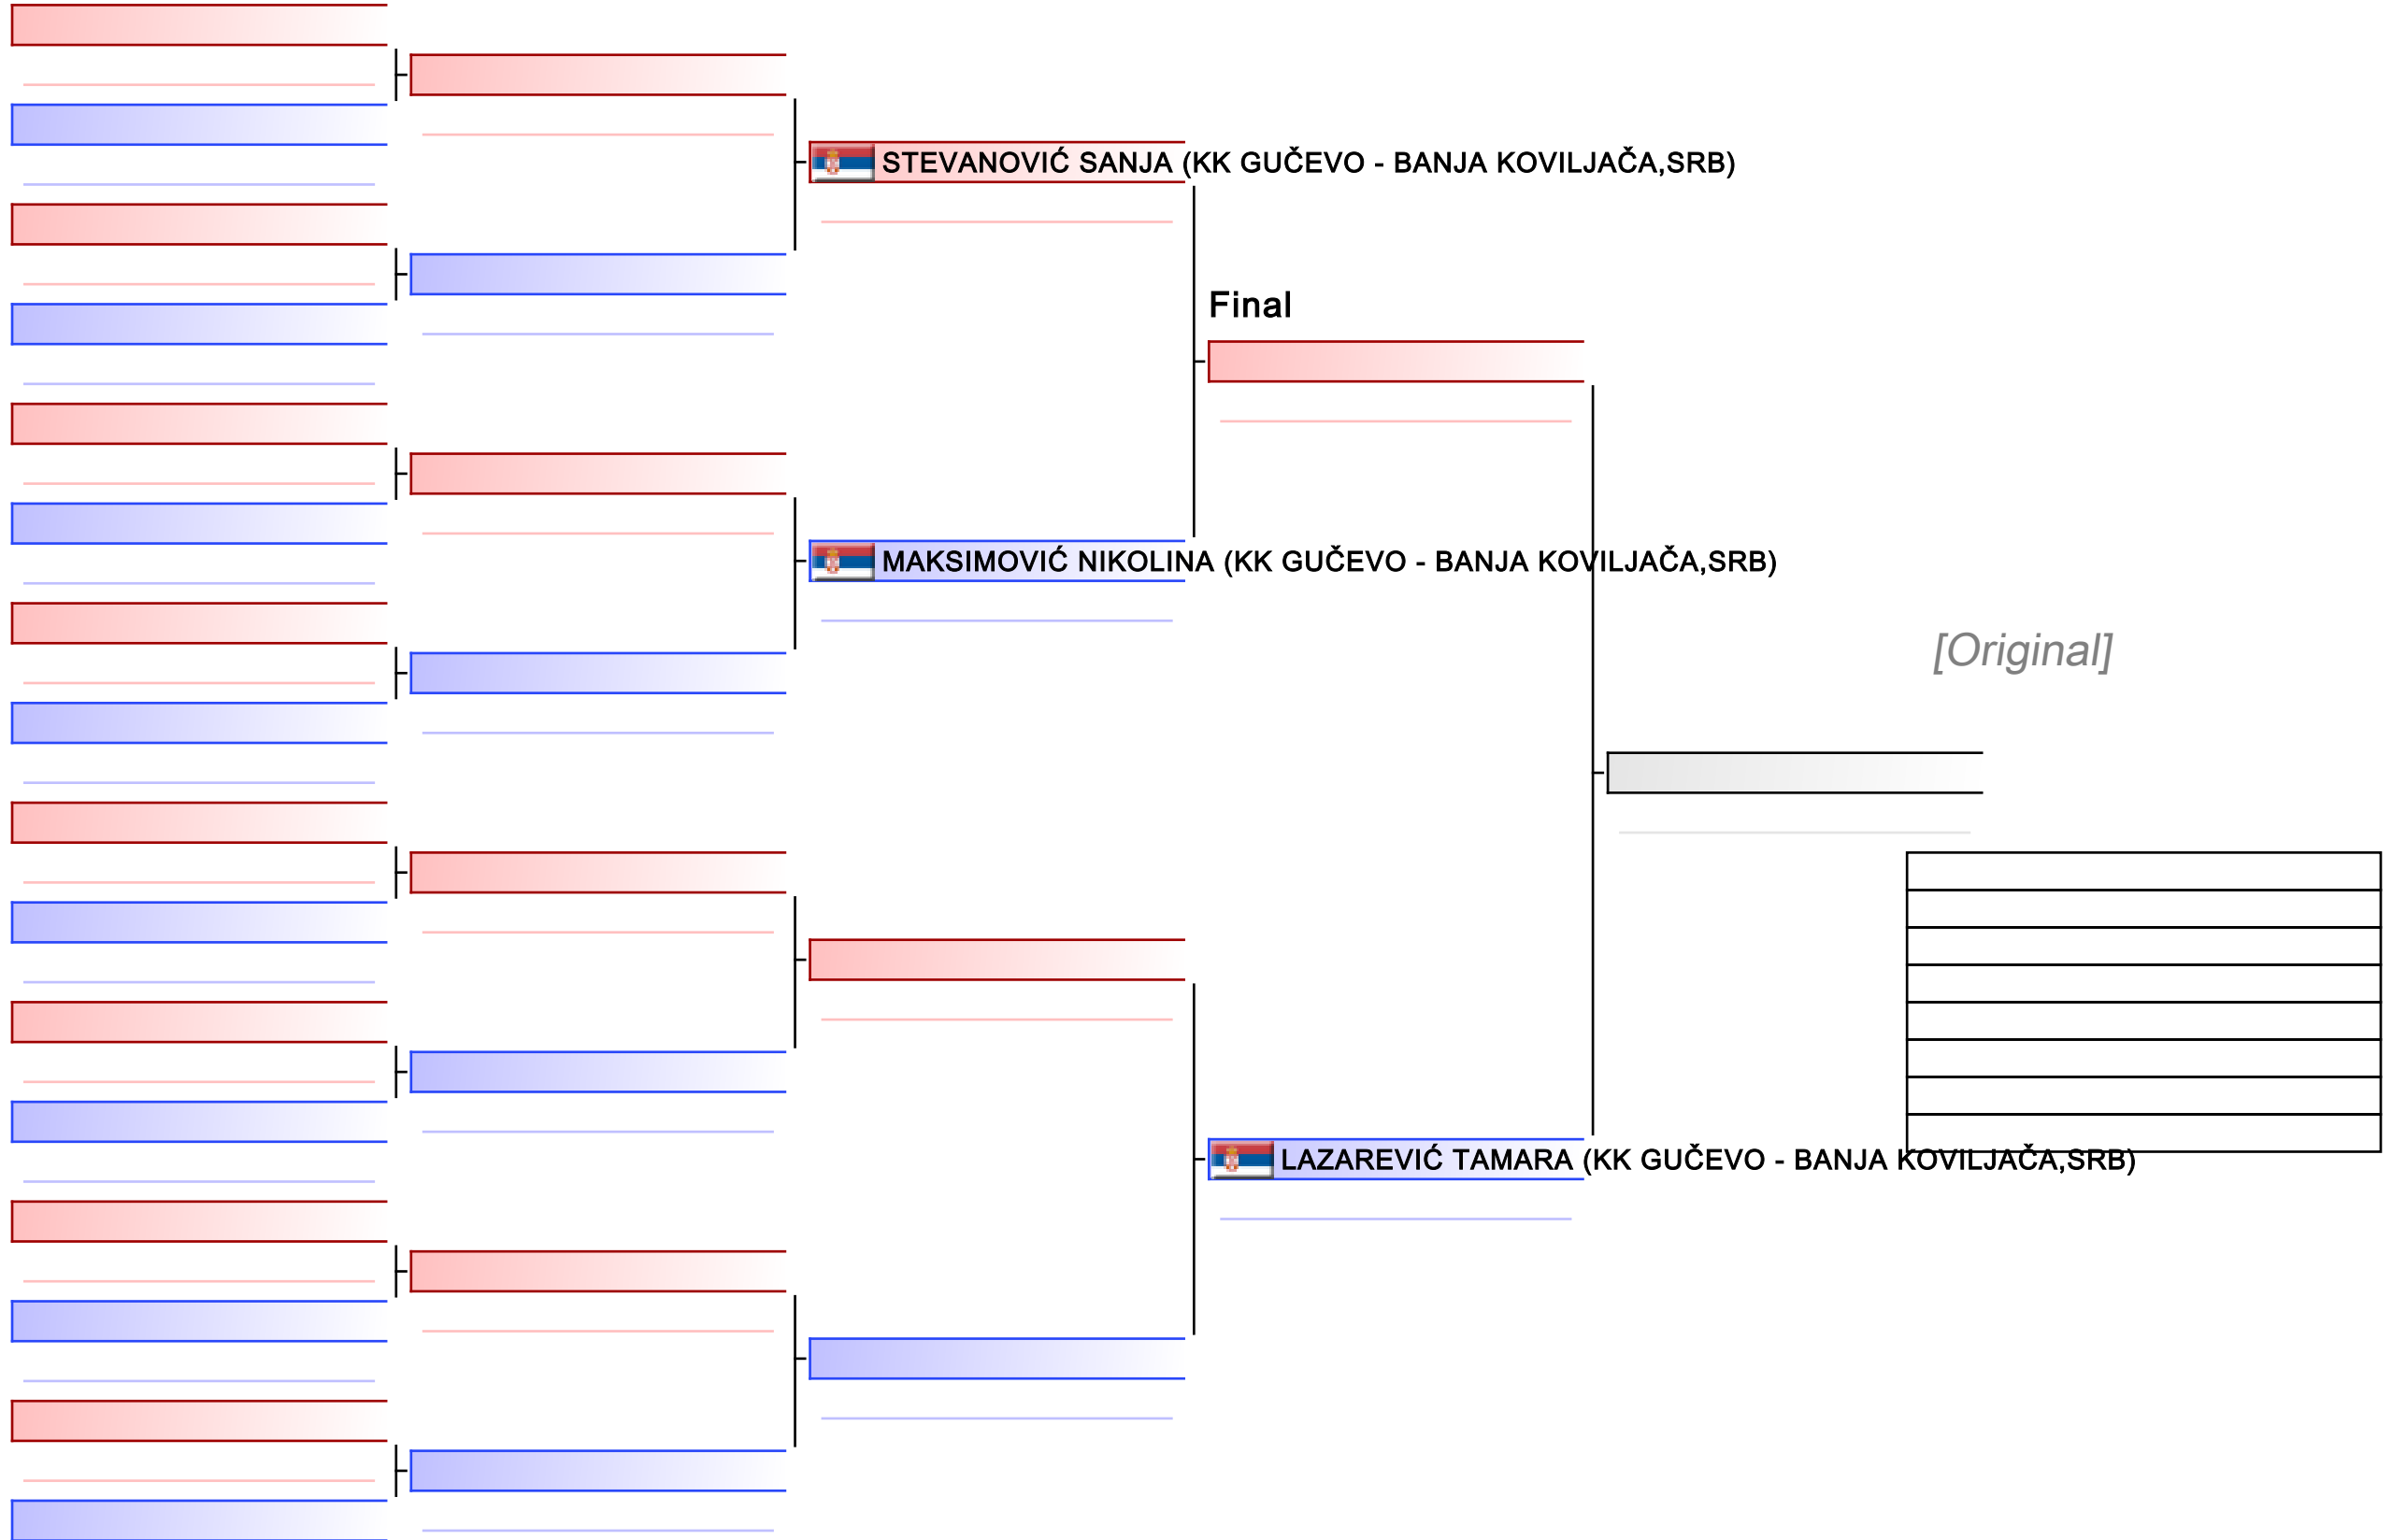 STEVANOVIĆ SANJA (KK GUČEVO - BANJA KOVILJAČA,SRB)
Final
MAKSIMOVIĆ NIKOLINA (KK GUČEVO - BANJA KOVILJAČA,SRB)
[Original]
LAZAREVIĆ TAMARA (KK GUČEVO - BANJA KOVILJAČA,SRB)